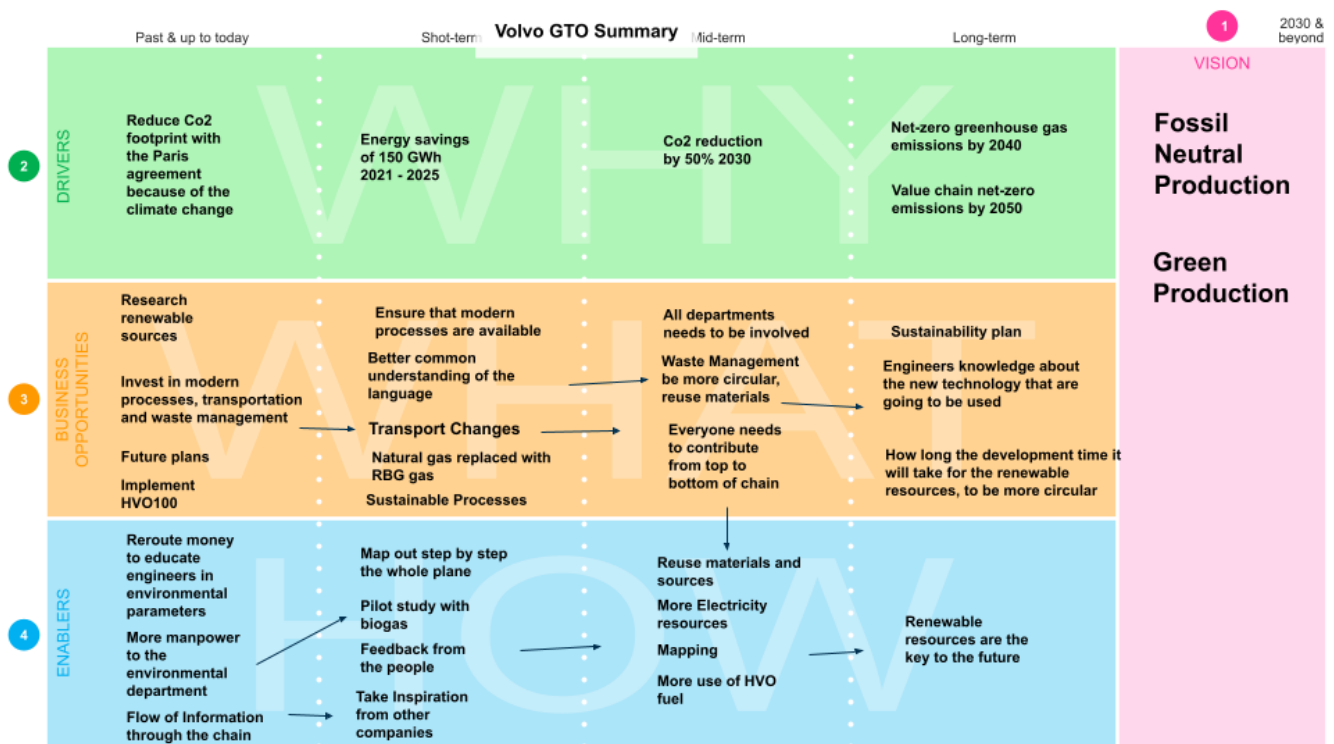 Volvo GTO Summary
Past & up to today
Shot-term
Mid-term
Long-term
1
2030 &
beyond
VISION
Fossil
Neutral
Production
Green
Production
WHY
2
DRIVERS
Reduce Co2
footprint with
the Paris
agreement
because of the
climate change
Energy savings
of 150 GWh
2021 - 2025
Co2 reduction
by 50% 2030
Net-zero greenhouse gas
emissions by 2040
Value chain net-zero
emissions by 2050
WHAT
3
BUSINESS
OPPORTUNITIES
Research
renewable
sources
Invest in modern
processes, transportation
and waste management
Future plans
Implement
HVO100
Ensure that modern
processes are available
Better common
understanding of the
language
Transport Changes
Natural gas replaced with
RBG gas
Sustainable Processes
All departments
needs to be involved
Waste Management
be more circular,
reuse materials
Everyone needs
to contribute
from top to
bottom of chain
Sustainability plan
Engineers knowledge about
the new technology that are
going to be used
How long the development time it
will take for the renewable
resources, to be more circular
HOW
4
ENABLERS
Reroute money
to educate
engineers in
environmental
parameters
More manpower
to the
environmental
department
Flow of Information
through the chain
Map out step by step
the whole plane
Pilot study with
biogas
Feedback from
the people
Take Inspiration
from other
companies
Reuse materials and
sources
More Electricity
resources
Mapping
More use of HVO
fuel
Renewable
resources are the
key to the future